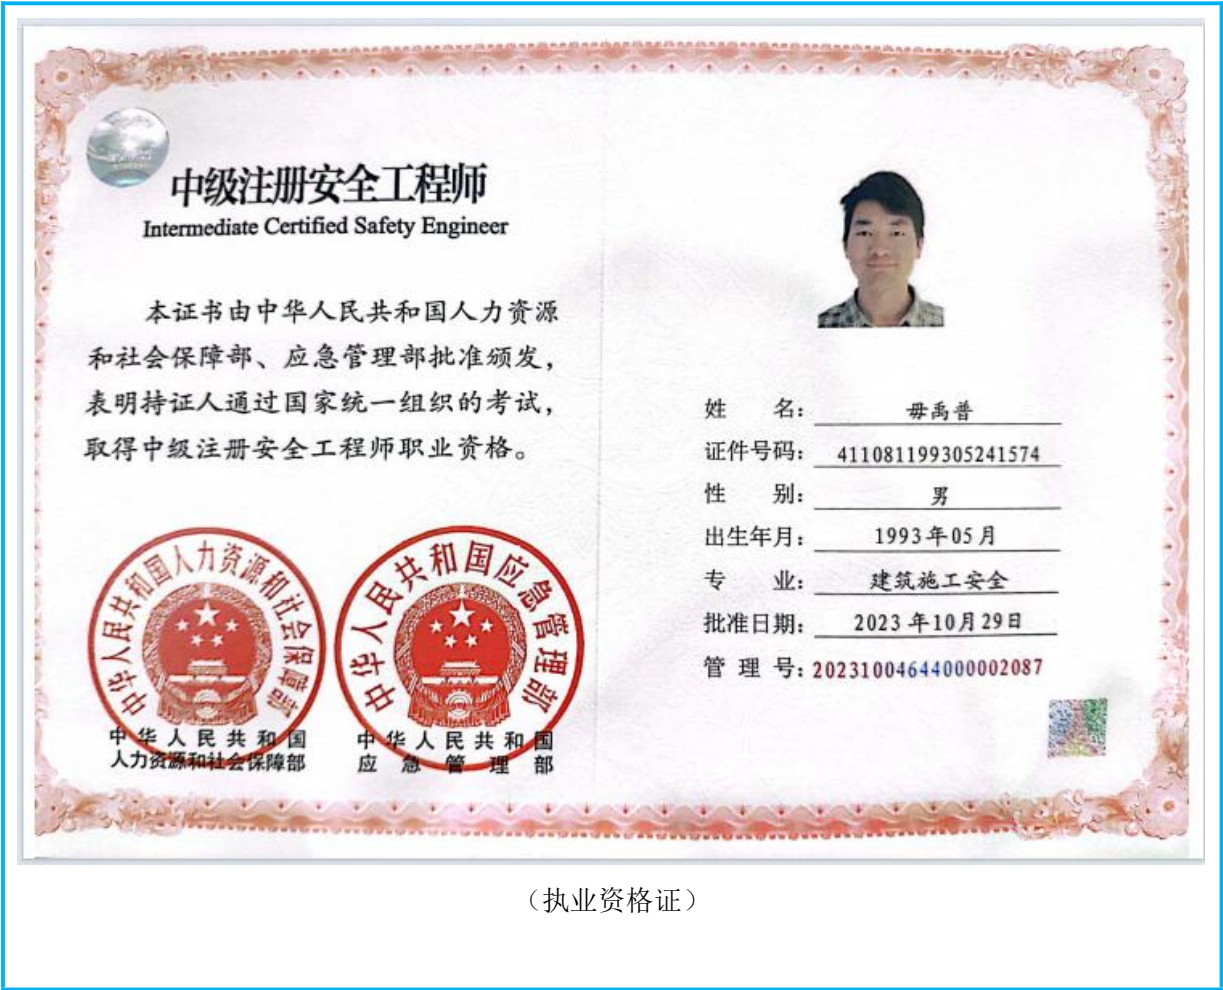 中级注册安全工程师
Intermediate Certified Safety Engineer
本证书由中华人民共和国人力资源
和社会保障部、应急管理部批准颁发，
表明持证人通过国家统一组织的考试，
取得中级注册安全工程师职业资格。
中华人民共和国人力资源和社会保障部
中华人民共和国
人力资源和社会保障部
中华人民共和国应急管理部
中华人民共和国
应急管理部
姓名：毋禹普
证件号码：411081199305241574
性别：男
出生年月：1993年05月
专业：建筑施工安全
批准日期：2023年10月29日
管理号：20231004644000002087
（执业资格证）